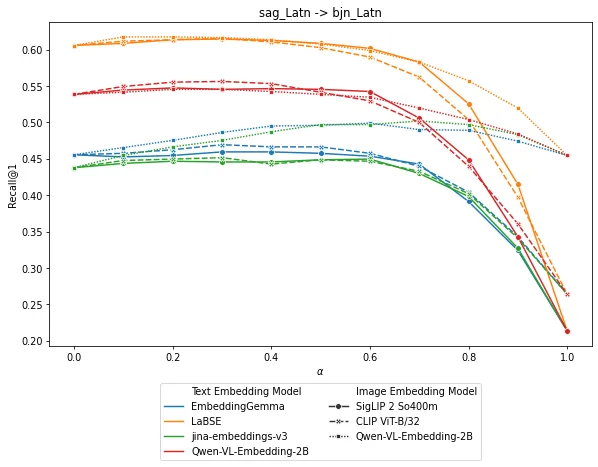 sag_Latn -> bjn_Latn
Recall@1
0.60
0.55
0.50
0.45
0.40
0.35
0.30
0.25
0.20
0.0
0.2
0.4
0.6
0.8
1.0
α
Text Embedding Model
EmbeddingGemma
LaBSE
jina-embeddings-v3
Qwen-VL-Embedding-2B
Image Embedding Model
SigLIP 2 So400m
CLIP ViT-B/32
Qwen-VL-Embedding-2B